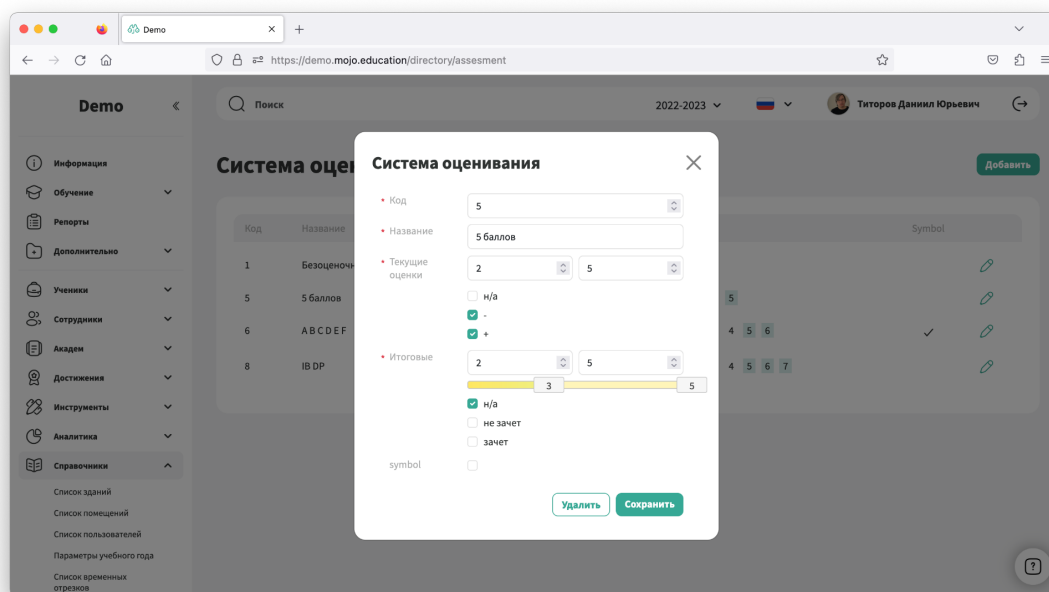 Demo
https://demo.mojo.education/directory/assesment
Demo
Поиск
2022-2023
Титоров Даниил Юрьевич
Информация
Обучение
Репорты
Дополнительно
Ученики
Сотрудники
Академ
Достижения
Инструменты
Аналитика
Справочники
Список зданий
Список помещений
Список пользователей
Параметры учебного года
Список временных
отрезков
Система оце
Добавить
Код Название Symbol
1 Безоценочн
5 5 баллов 5
6 A B C D E F 4 5 6
8 IB DP 4 5 6 7
Система оценивания
* Код 5
* Название 5 баллов
* Текущие
оценки 2 5
н/а
-
+
* Итоговые 2 5
3 5
н/а
не зачет
зачет
symbol
Удалить Сохранить
?